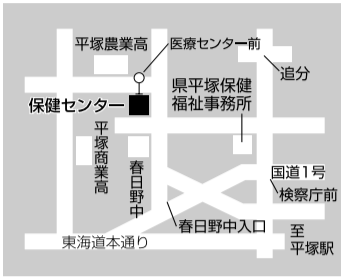 平塚農業高
医療センター前
追分
県平塚保健
福祉事務所
保健センター
平塚商業高
春日野中
国道1号
検察庁前
春日野中入口
至
平塚駅
東海道本通り